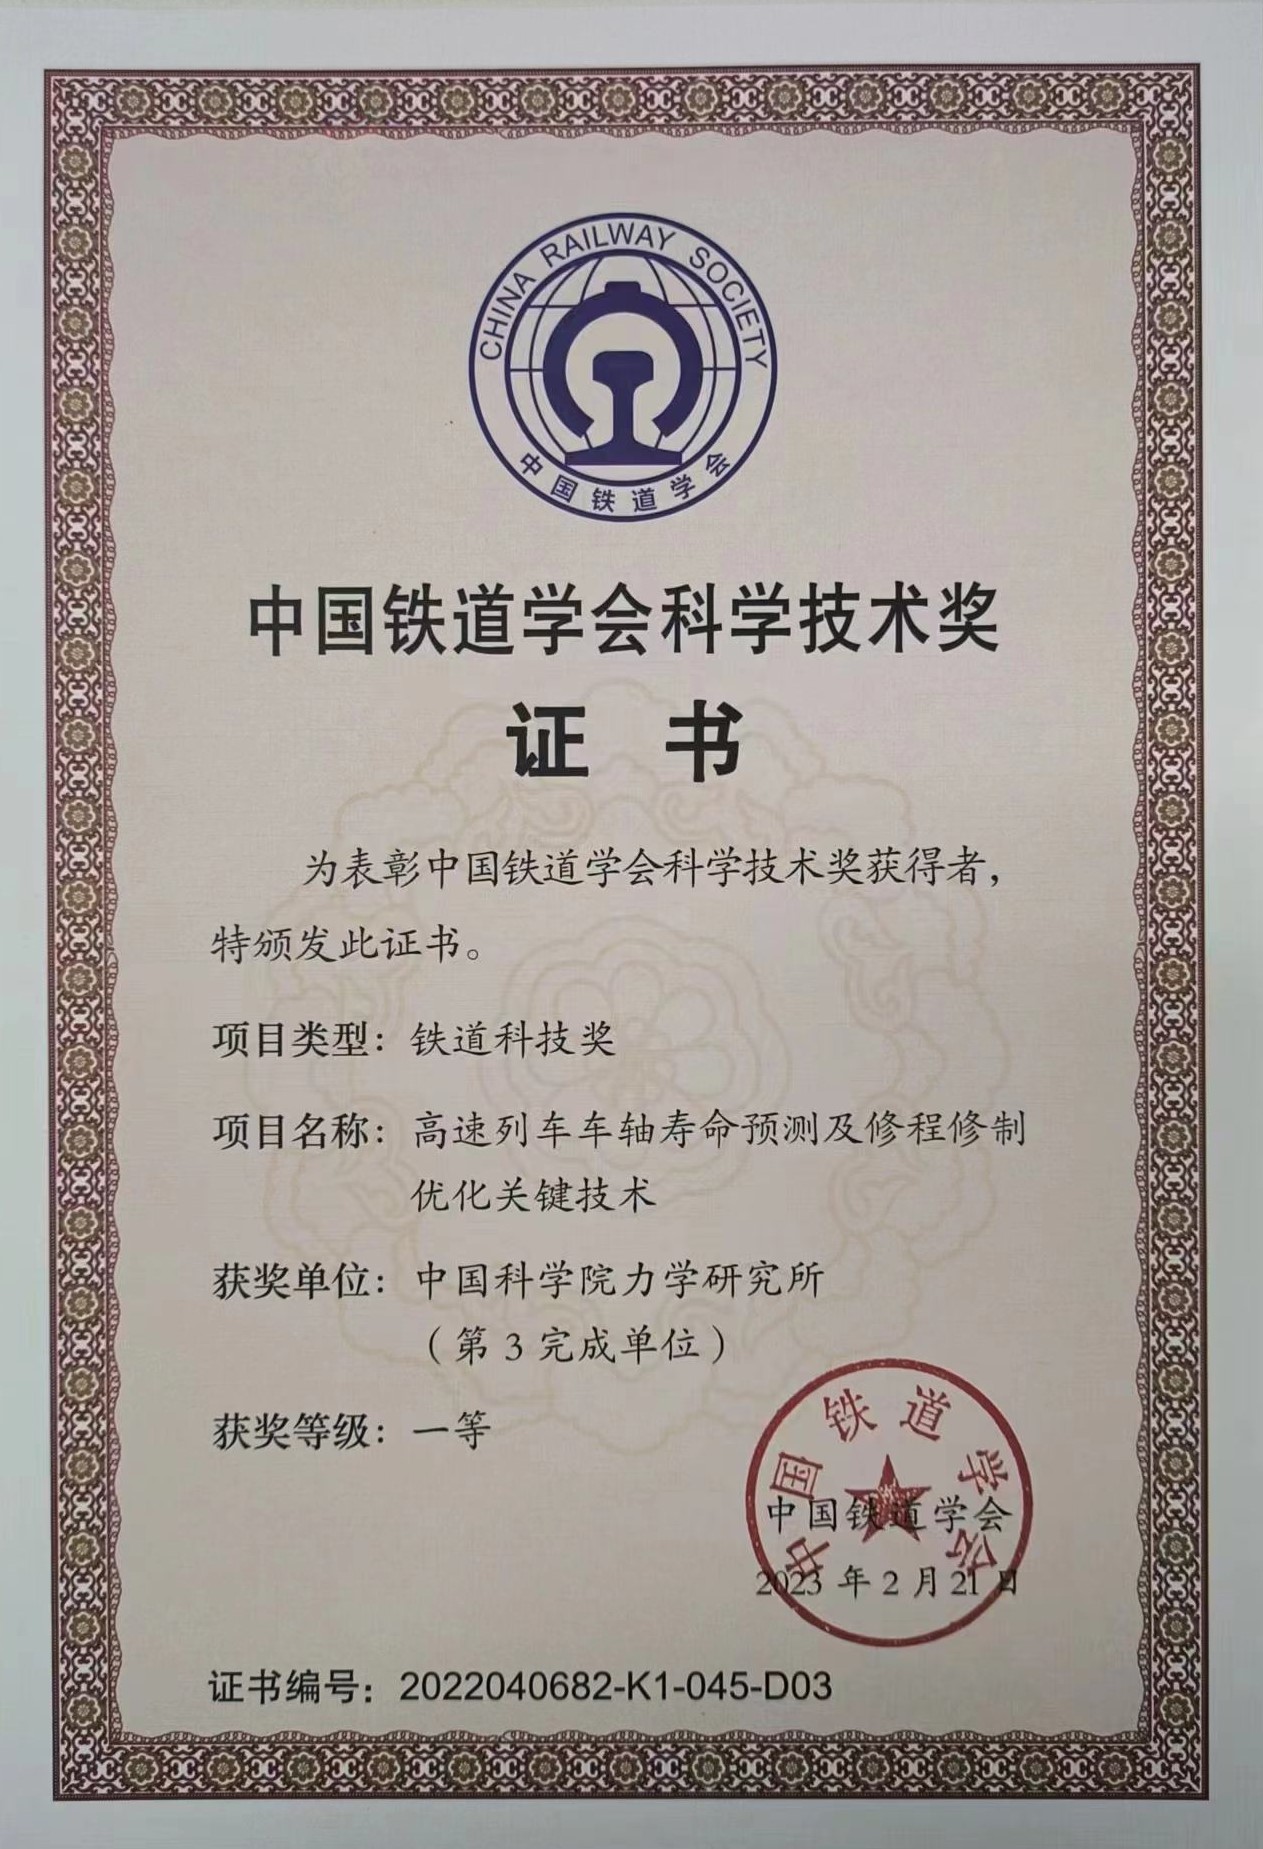 CHINA RAILWAY SOCIETY
中国铁道学会
中国铁道学会科学技术奖
证 书
为表彰中国铁道学会科学技术奖获得者，
特颁发此证书。
项目类型：铁道科技奖
项目名称：高速列车车轴寿命预测及修程修制
优化关键技术
获奖单位：中国科学院力学研究所
（第 3 完成单位）
获奖等级：一等
中国铁道学会
中国铁道学会
2023 年 2 月 21 日
证书编号：2022040682-K1-045-D03